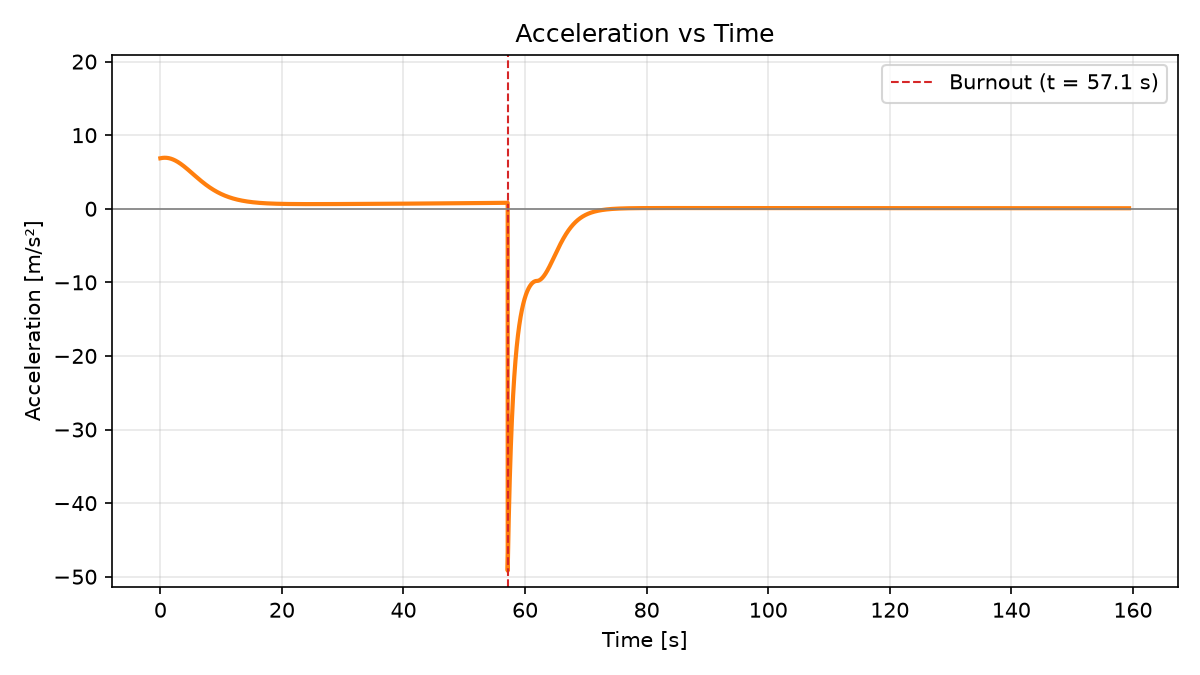 Acceleration vs Time
Burnout (t = 57.1 s)
Acceleration [m/s²]
20
10
0
−10
−20
−30
−40
−50
0 20 40 60 80 100 120 140 160
Time [s]